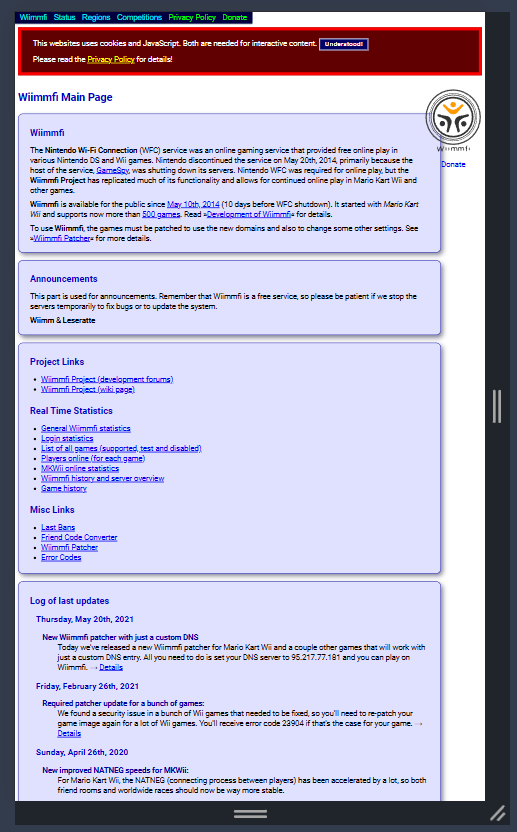 Wiimmfi Status Regions Competitions Privacy Policy Donate
This websites uses cookies and JavaScript. Both are needed for interactive content. Understood!
Please read the Privacy Policy for details!
Wiimmfi Main Page
Wiimmfi
Donate
Wiimmfi
The Nintendo Wi-Fi Connection (WFC) service was an online gaming service that provided free online play in
various Nintendo DS and Wii games. Nintendo discontinued the service on May 20th, 2014, primarily because the
host of the service, GameSpy, was shutting down its servers. Nintendo WFC was required for online play, but the
Wiimmfi Project has replicated much of its functionality and allows for continued online play in Mario Kart Wii and
other games.
Wiimmfi is available for the public since May 10th, 2014 (10 days before WFC shutdown). It started with Mario Kart
Wii and supports now more than 500 games. Read »Development of Wiimmfi« for details.
To use Wiimmfi, the games must be patched to use the new domains and also to change some other settings. See
»Wiimmfi Patcher« for more details.
Announcements
This part is used for announcements. Remember that Wiimmfi is a free service, so please be patient if we stop the
servers temporarily to fix bugs or to update the system.
Wiimm & Leseratte
Project Links
• Wiimmfi Project (development forums)
• Wiimmfi Project (wiki page)
Real Time Statistics
• General Wiimmfi statistics
• Login statistics
• List of all games (supported, test and disabled)
• Players online (for each game)
• MKWii online statistics
• Wiimmfi history and server overview
• Game history
Misc Links
• Last Bans
• Friend Code Converter
• Wiimmfi Patcher
• Error Codes
Log of last updates
Thursday, May 20th, 2021
New Wiimmfi patcher with just a custom DNS
Today we've released a new Wiimmfi patcher for Mario Kart Wii and a couple other games that will work with
just a custom DNS entry. All you need to do is set your DNS server to 95.217.77.181 and you can play on
Wiimmfi. → Details
Friday, February 26th, 2021
Required patcher update for a bunch of games:
We found a security issue in a bunch of Wii games that needed to be fixed, so you'll need to re-patch your
game image again for a lot of Wii games. You'll receive error code 23904 if that's the case for your game. →
Details
Sunday, April 26th, 2020
New improved NATNEG speeds for MKWii:
For Mario Kart Wii, the NATNEG (connecting process between players) has been accelerated by a lot, so both
friend rooms and worldwide races should now be way more stable.